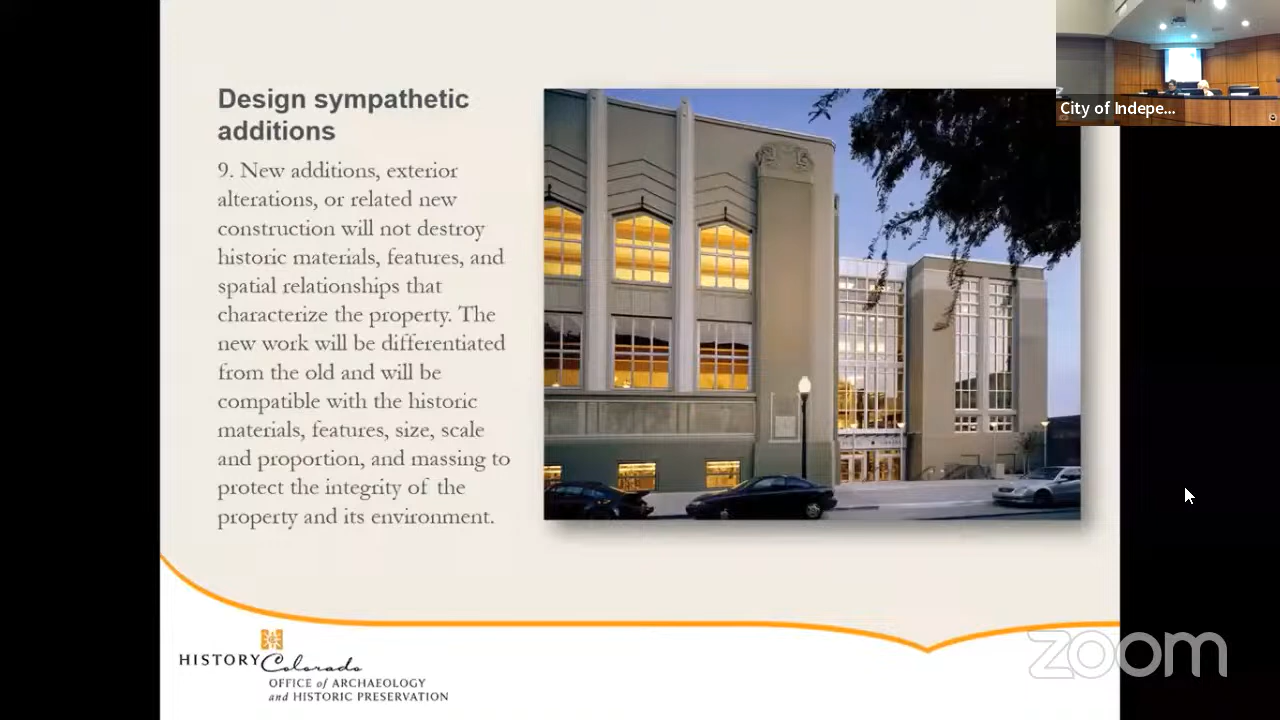 City of Indepe...
Design sympathetic
additions
9. New additions, exterior
alterations, or related new
construction will not destroy
historic materials, features, and
spatial relationships that
characterize the property. The
new work will be differentiated
from the old and will be
compatible with the historic
materials, features, size, scale
and proportion, and massing to
protect the integrity of the
property and its environment.
HISTORY Colorado
OFFICE of ARCHAEOLOGY
and HISTORIC PRESERVATION
zoom